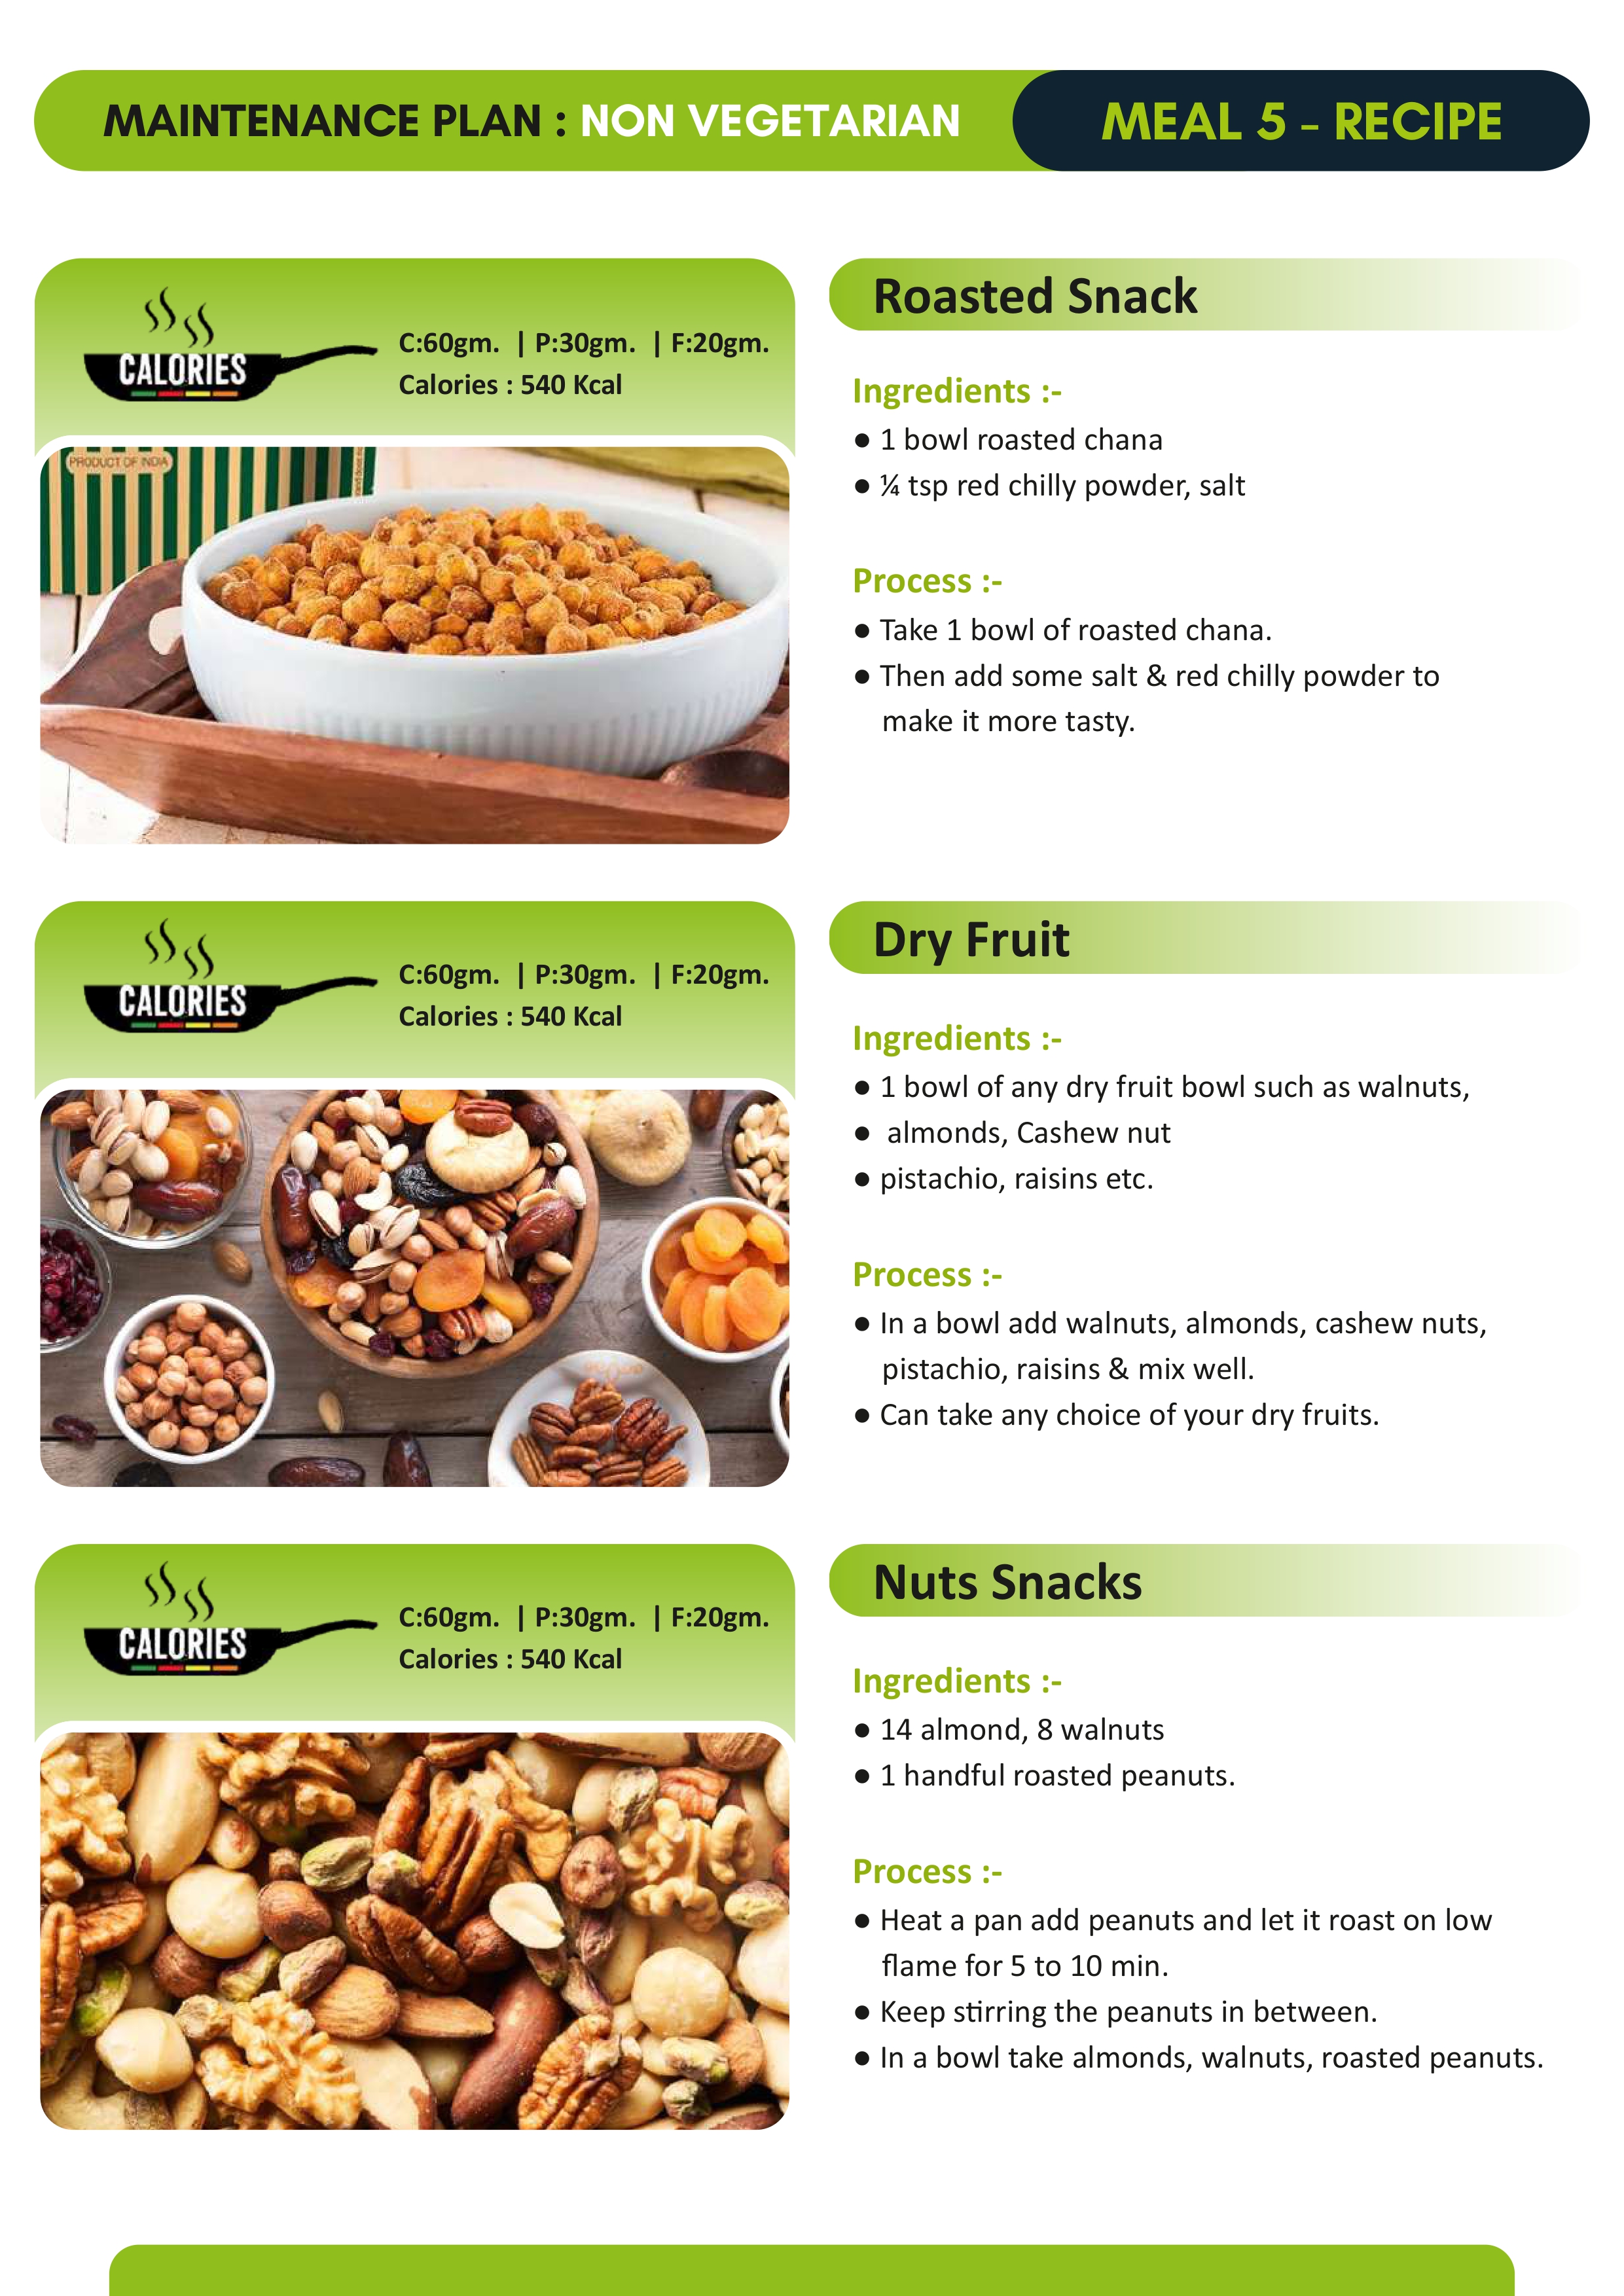 MAINTENANCE PLAN : NON VEGETARIAN
MEAL 5 - RECIPE
CALORIES
C:60gm. | P:30gm. | F:20gm.
Calories : 540 Kcal
PRODUCT OF INDIA
Roasted Snack
Ingredients :-
● 1 bowl roasted chana
● ¼ tsp red chilly powder, salt
Process :-
● Take 1 bowl of roasted chana.
● Then add some salt & red chilly powder to
make it more tasty.
CALORIES
C:60gm. | P:30gm. | F:20gm.
Calories : 540 Kcal
Dry Fruit
Ingredients :-
● 1 bowl of any dry fruit bowl such as walnuts,
● almonds, Cashew nut
● pistachio, raisins etc.
Process :-
● In a bowl add walnuts, almonds, cashew nuts,
pistachio, raisins & mix well.
● Can take any choice of your dry fruits.
CALORIES
C:60gm. | P:30gm. | F:20gm.
Calories : 540 Kcal
Nuts Snacks
Ingredients :-
● 14 almond, 8 walnuts
● 1 handful roasted peanuts.
Process :-
● Heat a pan add peanuts and let it roast on low
flame for 5 to 10 min.
● Keep stirring the peanuts in between.
● In a bowl take almonds, walnuts, roasted peanuts.